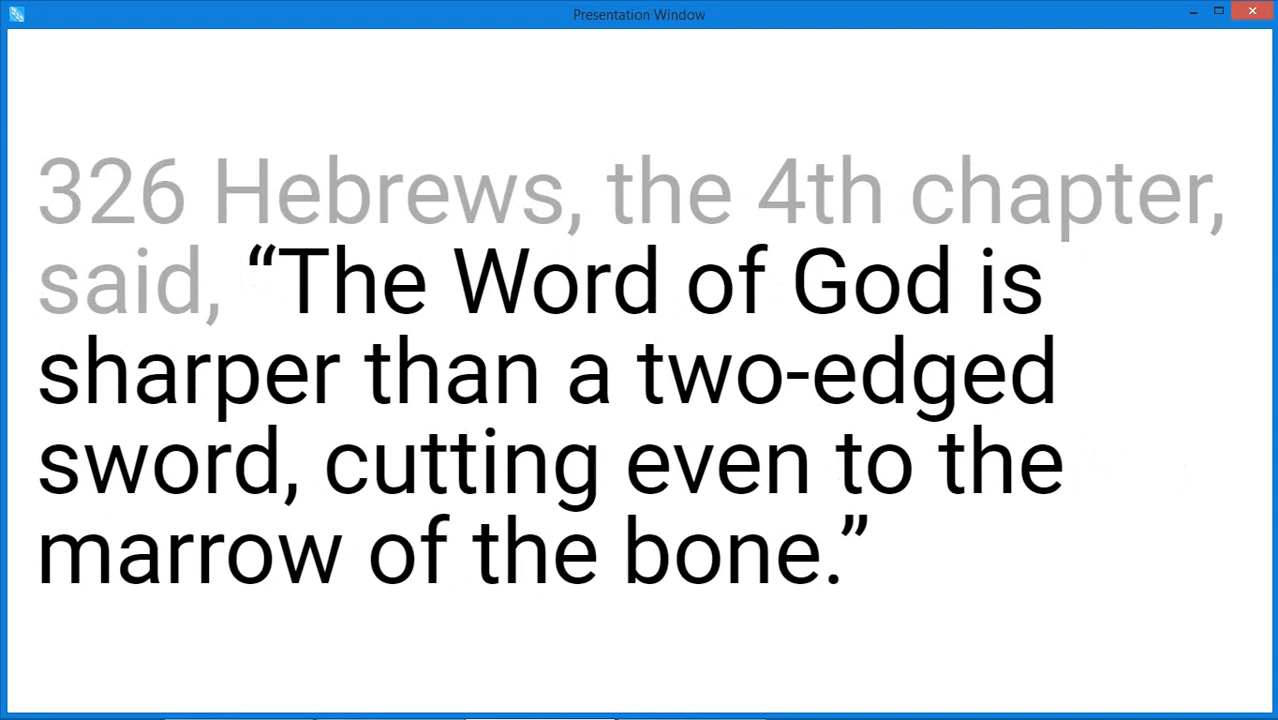 Presentation Window
326 Hebrews, the 4th chapter,
said, “The Word of God is
sharper than a two-edged
sword, cutting even to the
marrow of the bone.”